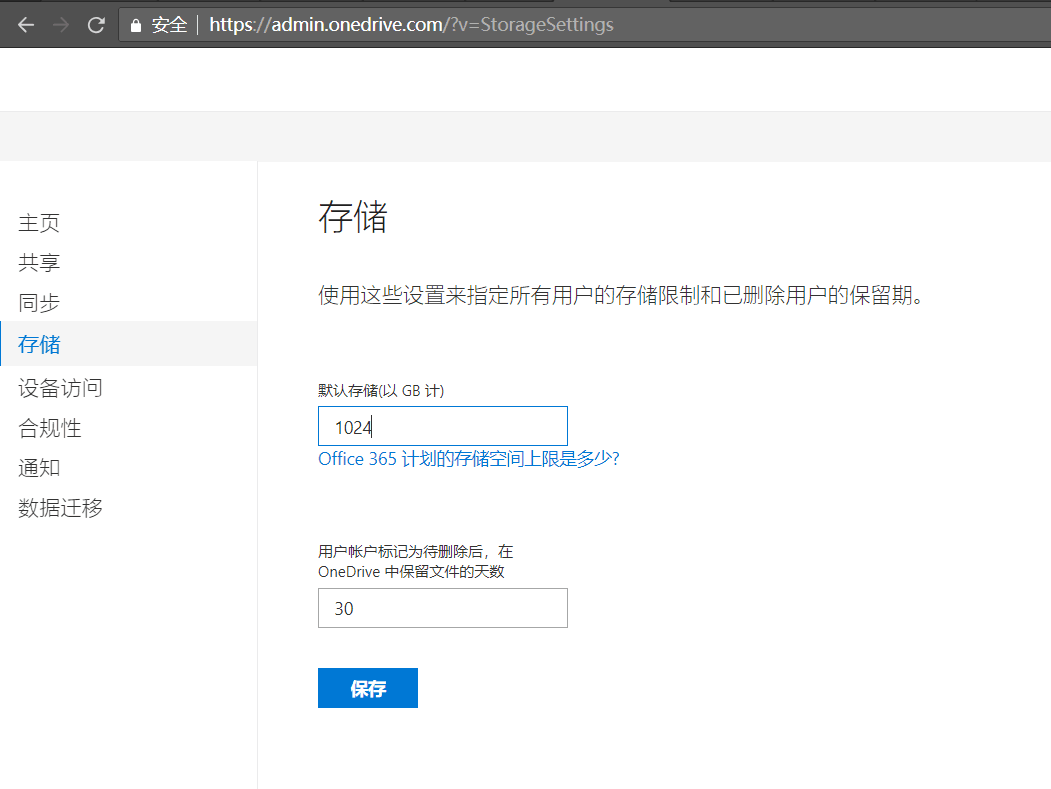 安全 | https://admin.onedrive.com/?v=StorageSettings
主页
共享
同步
存储
设备访问
合规性
通知
数据迁移
存储
使用这些设置来指定所有用户的存储限制和已删除用户的保留期。
默认存储(以 GB 计)
1024
Office 365 计划的存储空间上限是多少?
用户帐户标记为待删除后，在
OneDrive 中保留文件的天数
30
保存